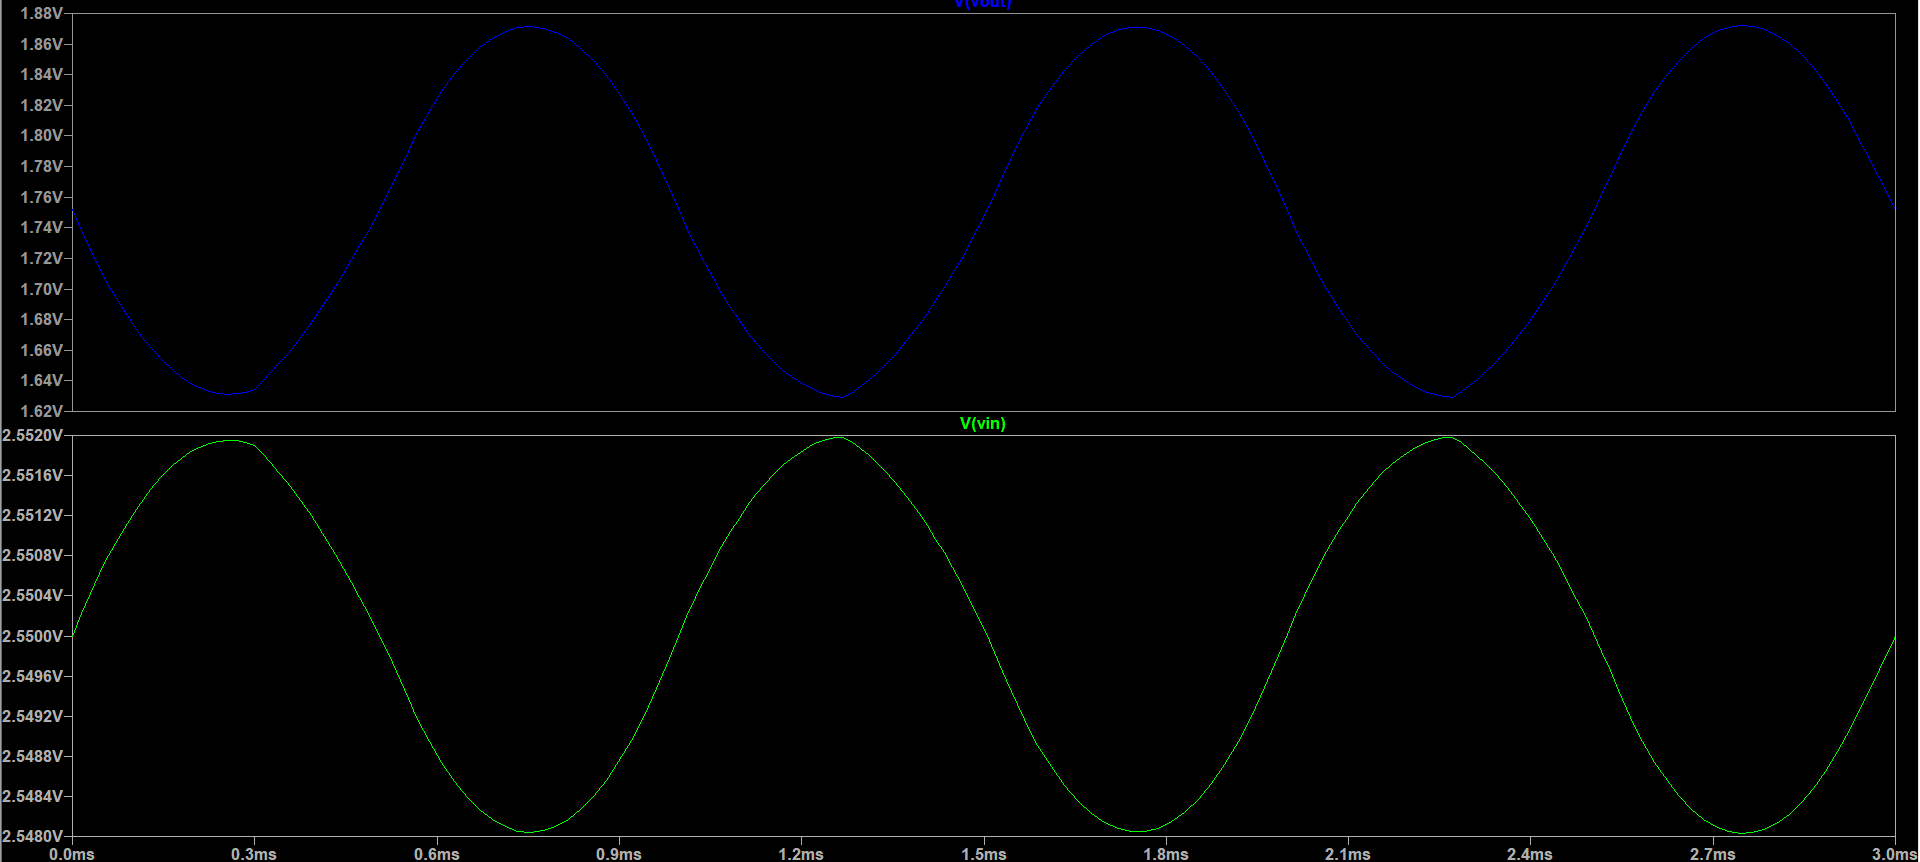 V(vout)
1.88V
1.86V
1.84V
1.82V
1.80V
1.78V
1.76V
1.74V
1.72V
1.70V
1.68V
1.66V
1.64V
1.62V
V(vin)
2.5520V
2.5516V
2.5512V
2.5508V
2.5504V
2.5500V
2.5496V
2.5492V
2.5488V
2.5484V
2.5480V
0.0ms 0.3ms 0.6ms 0.9ms 1.2ms 1.5ms 1.8ms 2.1ms 2.4ms 2.7ms 3.0ms